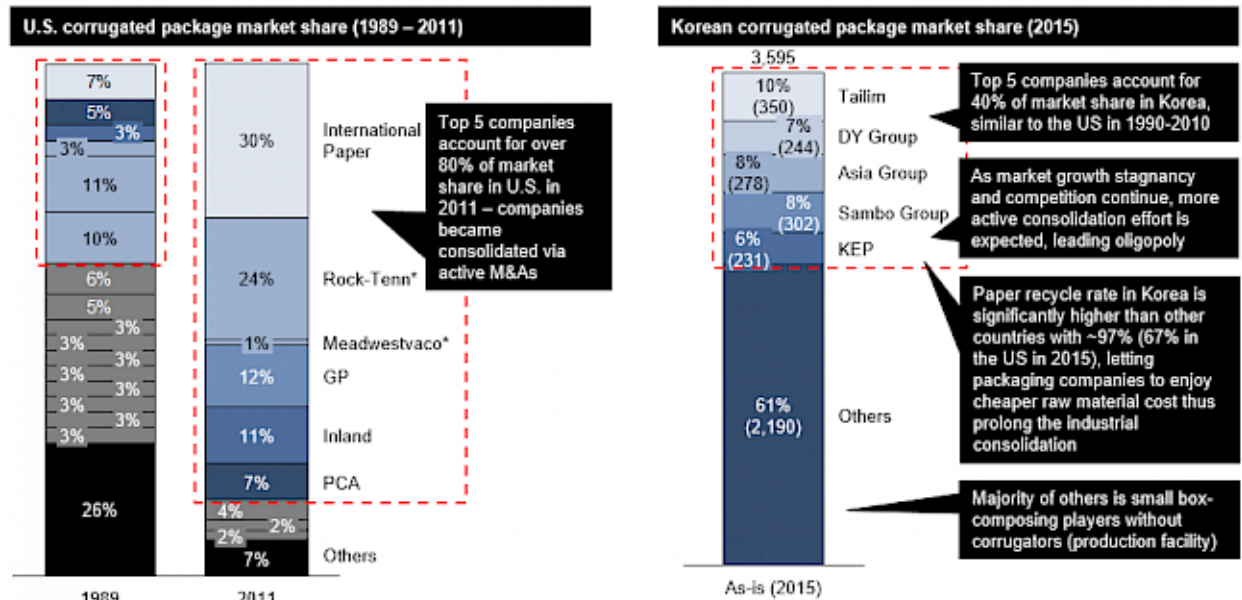 U.S. corrugated package market share (1989 – 2011)
7%
5%
3%
3%
11%
10%
6%
5%
3%
3%
3%
3%
3%
3%
3%
3%
26%
1989
30%
24%
1%
12%
11%
7%
4%
2%
2%
7%
2011
International
Paper
Rock-Tenn*
Meadwestvaco*
GP
Inland
PCA
Others
Top 5 companies
account for over
80% of market
share in U.S. in
2011 – companies
became
consolidated via
active M&As
Korean corrugated package market share (2015)
3,595
10%
(350)
7%
(244)
8%
(278)
8%
(302)
6%
(231)
61%
(2,190)
As-is (2015)
Tailim
DY Group
Asia Group
Sambo Group
KEP
Others
Top 5 companies account for
40% of market share in Korea,
similar to the US in 1990-2010
As market growth stagnancy
and competition continue, more
active consolidation effort is
expected, leading oligopoly
Paper recycle rate in Korea is
significantly higher than other
countries with ~97% (67% in
the US in 2015), letting
packaging companies to enjoy
cheaper raw material cost thus
prolong the industrial
consolidation
Majority of others is small box-
composing players without
corrugators (production facility)